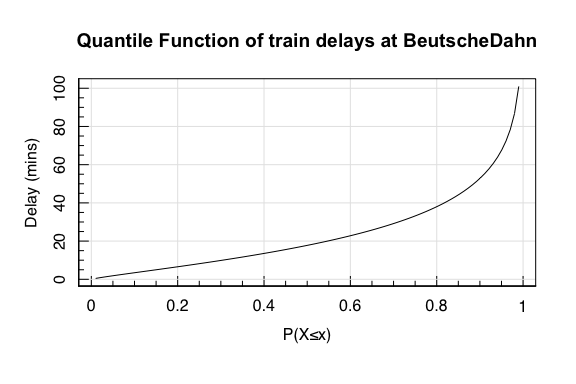 Quantile Function of train delays at BeutscheDahn
Delay (mins)
100
80
60
40
20
0
0 0.2 0.4 0.6 0.8 1
P(X≤x)